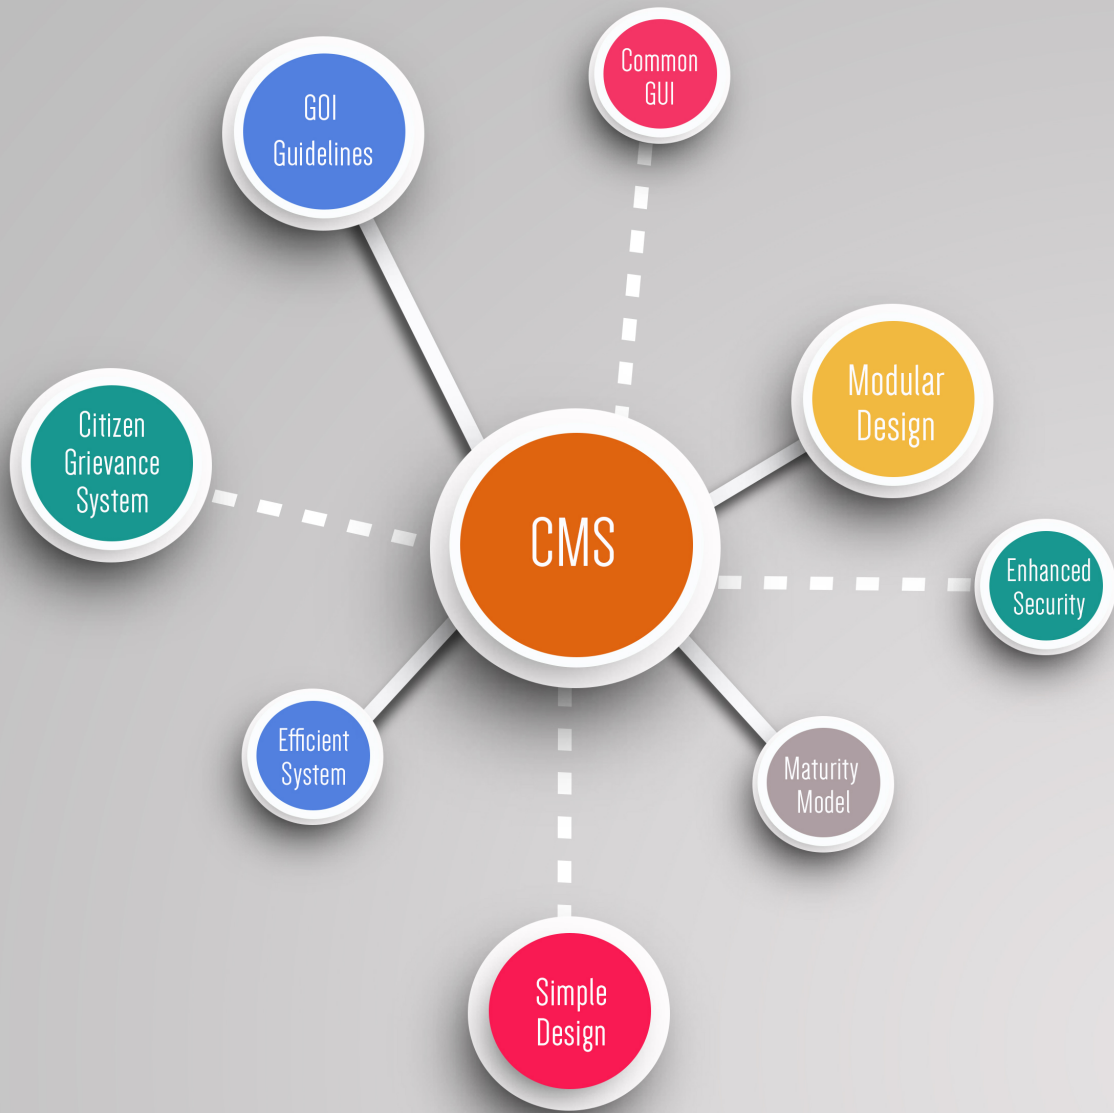 Common
GUI
GOI
Guidelines
Modular
Design
Citizen
Grievance
System
CMS
Enhanced
Security
Efficient
System
Maturity
Model
Simple
Design